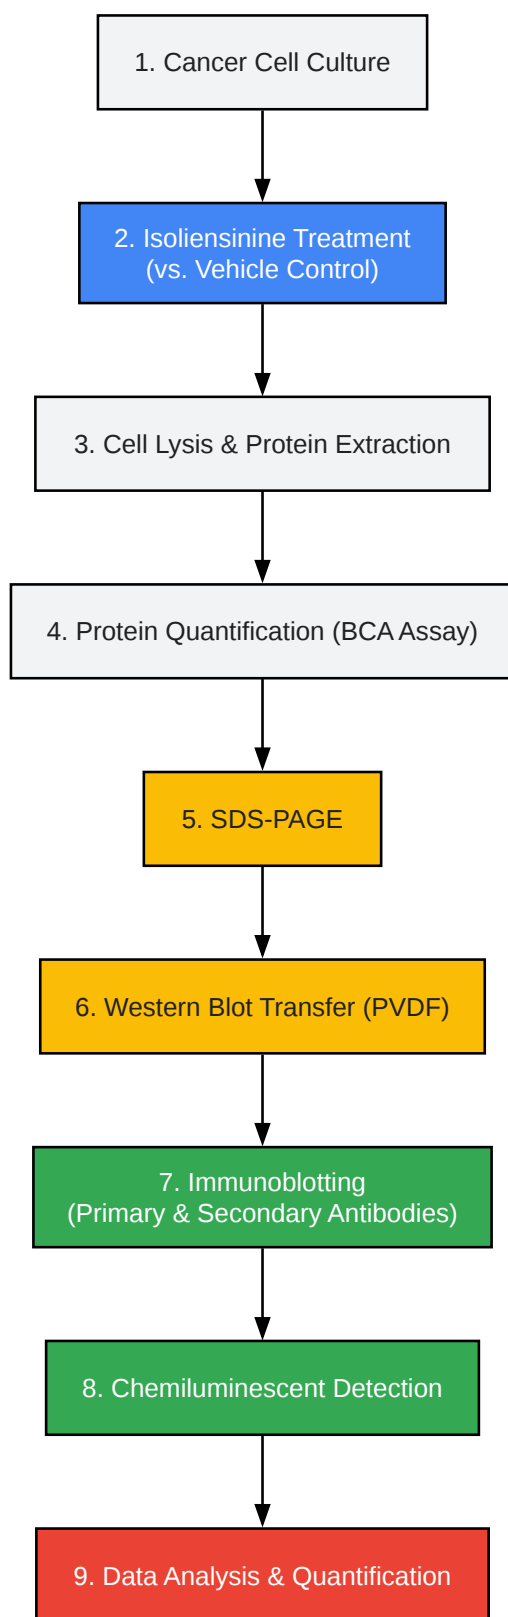 1. Cancer Cell Culture
2. Isoliensinine Treatment
(vs. Vehicle Control)
3. Cell Lysis & Protein Extraction
4. Protein Quantification (BCA Assay)
5. SDS-PAGE
6. Western Blot Transfer (PVDF)
7. Immunoblotting
(Primary & Secondary Antibodies)
8. Chemiluminescent Detection
9. Data Analysis & Quantification